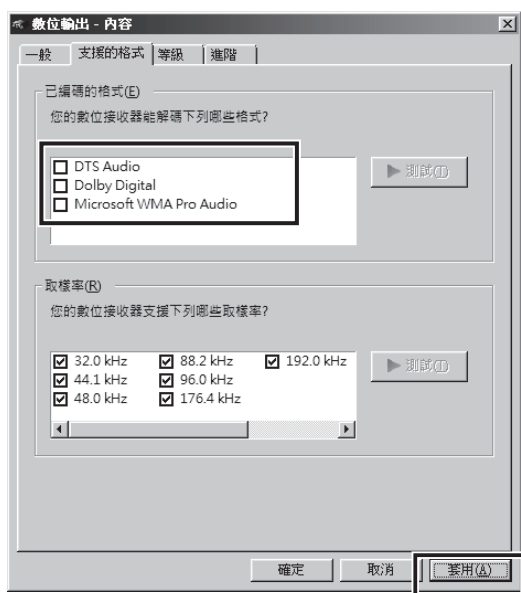 數位輸出 - 內容
一般 支援的格式 等級 進階
已編碼的格式(E)
您的數位接收器能解碼下列哪些格式?
DTS Audio
Dolby Digital
Microsoft WMA Pro Audio
測試(T)
取樣率(R)
您的數位接收器支援下列哪些取樣率?
32.0 kHz 88.2 kHz 192.0 kHz
44.1 kHz 96.0 kHz
48.0 kHz 176.4 kHz
測試(T)
確定 取消 套用(A)